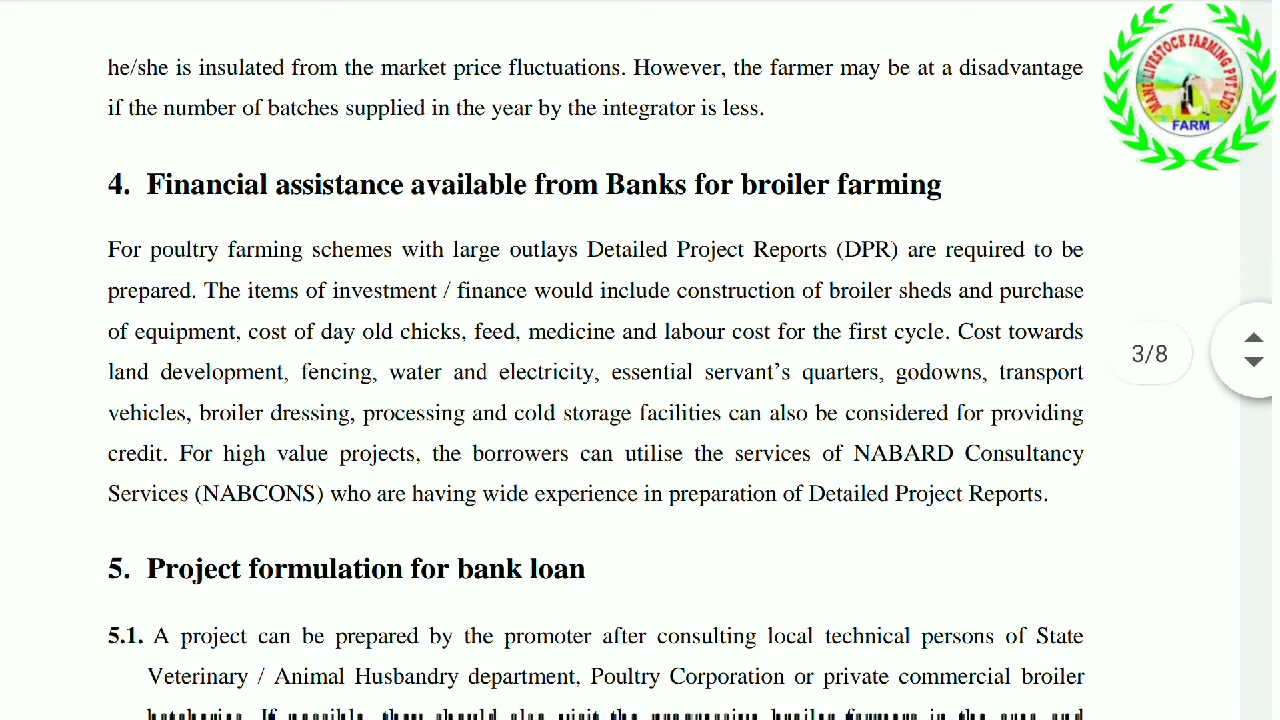 he/she is insulated from the market price fluctuations. However, the farmer may be at a disadvantage
if the number of batches supplied in the year by the integrator is less.
4. Financial assistance available from Banks for broiler farming
For poultry farming schemes with large outlays Detailed Project Reports (DPR) are required to be
prepared. The items of investment / finance would include construction of broiler sheds and purchase
of equipment, cost of day old chicks, feed, medicine and labour cost for the first cycle. Cost towards
land development, fencing, water and electricity, essential servant’s quarters, godowns, transport
vehicles, broiler dressing, processing and cold storage facilities can also be considered for providing
credit. For high value projects, the borrowers can utilise the services of NABARD Consultancy
Services (NABCONS) who are having wide experience in preparation of Detailed Project Reports.
5. Project formulation for bank loan
5.1. A project can be prepared by the promoter after consulting local technical persons of State
Veterinary / Animal Husbandry department, Poultry Corporation or private commercial broiler
MANE LIVESTOCK FARMING PVT LTD.
FARM
3/8